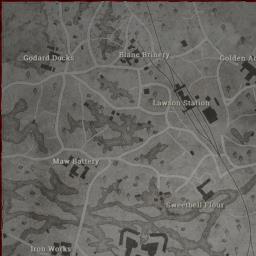 Godard Docks
Blanc Brinery
Golden A
Lawson Station
Maw Battery
Sweetbell Flour
Iron Works